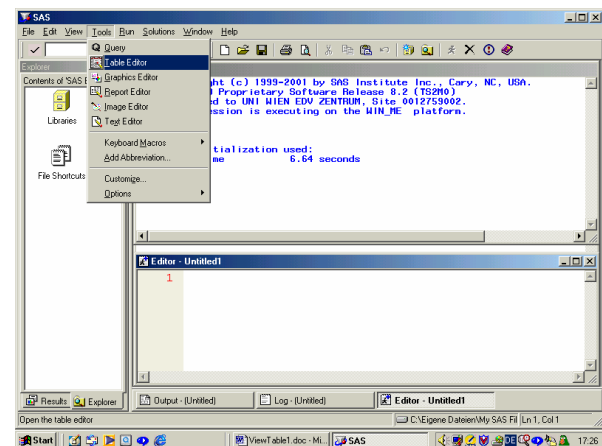 SAS
File Edit View Tools Run Solutions Window Help
Query
Table Editor
Graphics Editor
Report Editor
Image Editor
Text Editor
Keyboard Macros
Add Abbreviation...
Customize...
Options
Explorer
Contents of 'SAS E
Libraries
File Shortcuts
ht (c) 1999-2001 by SAS Institute Inc., Cary, NC, USA.
Proprietary Software Release 8.2 (TS2M0)
ed to UNI WIEN EDV ZENTRUM, Site 0012759002.
ession is executing on the WIN_ME platform.
tialization used:
me 6.64 seconds
Editor - Untitled1
1
Results Explorer
Output - (Untitled) Log - (Untitled) Editor - Untitled1
Open the table editor C:\Eigene Dateien\My SAS Fil Ln 1, Col 1
Start ViewTable1.doc - Mi... SAS DE 17:26